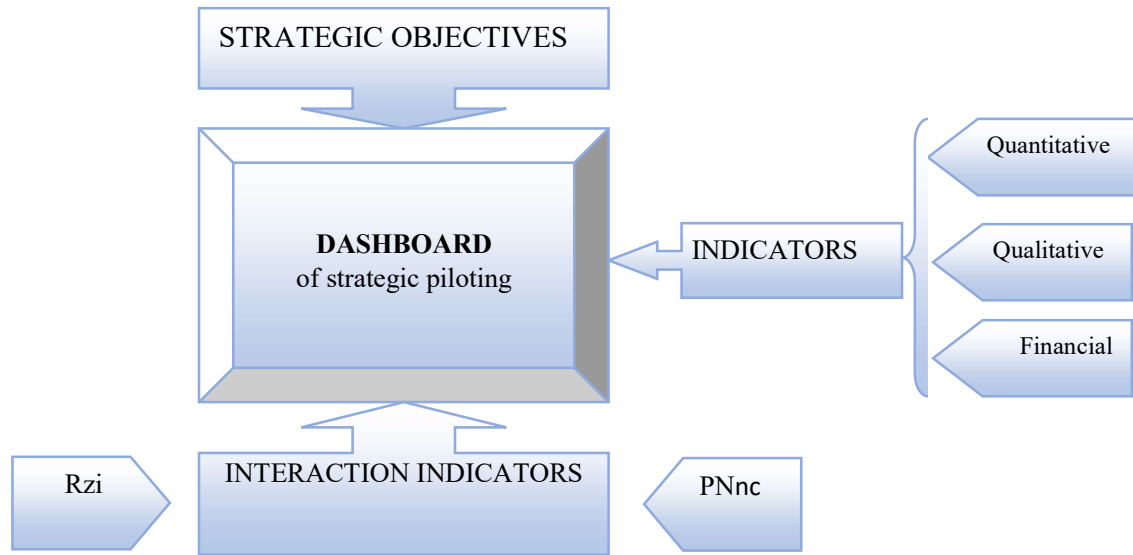 STRATEGIC OBJECTIVES
Quantitative
DASHBOARD
of strategic piloting
INDICATORS
Qualitative
Financial
Rzi
INTERACTION INDICATORS
PNnc